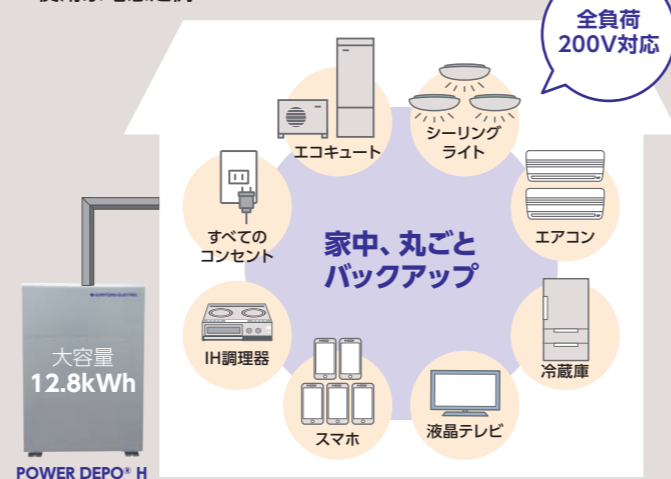 全負荷
200V対応
エコキュート
シーリング
ライト
すべての
コンセント
エアコン
家中、丸ごと
バックアップ
IH調理器
冷蔵庫
スマホ
液晶テレビ
大容量
12.8kWh
POWER DEPO® H